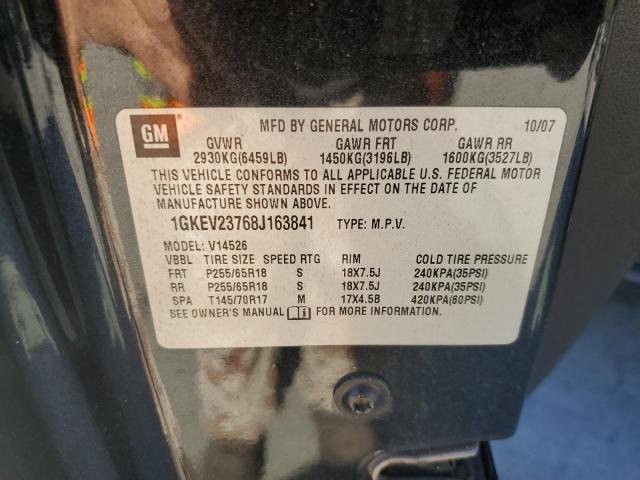 GM
MFD BY GENERAL MOTORS CORP. 10/07
GVWR GAWR FRT GAWR RR
2930KG(6459LB) 1450KG(3196LB) 1600KG(3527LB)
THIS VEHICLE CONFORMS TO ALL APPLICABLE U.S. FEDERAL MOTOR
VEHICLE SAFETY STANDARDS IN EFFECT ON THE DATE OF
MANUFACTURE SHOWN ABOVE.
1GKEV23768J163841 TYPE: M.P.V.
MODEL: V14526
VBBL TIRE SIZE SPEED RTG RIM COLD TIRE PRESSURE
FRT P255/65R18 S 18X7.5J 240KPA(35PSI)
RR P255/65R18 S 18X7.5J 240KPA(35PSI)
SPA T145/70R17 M 17X4.5B 420KPA(60PSI)
SEE OWNER'S MANUAL i FOR MORE INFORMATION.